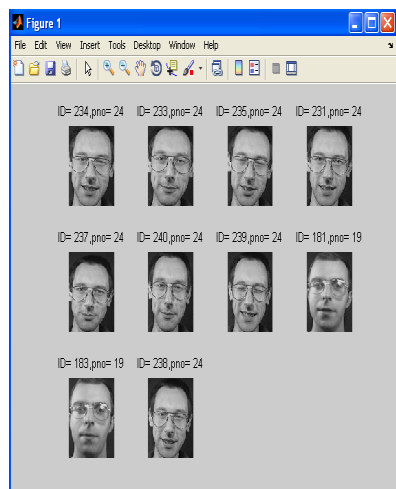 Figure 1
File Edit View Insert Tools Desktop Window Help
ID= 234,pno= 24 ID= 233,pno= 24 ID= 235,pno= 24 ID= 231,pno= 24
ID= 237,pno= 24 ID= 240,pno= 24 ID= 239,pno= 24 ID= 181,pno= 19
ID= 183,pno= 19 ID= 238,pno= 24